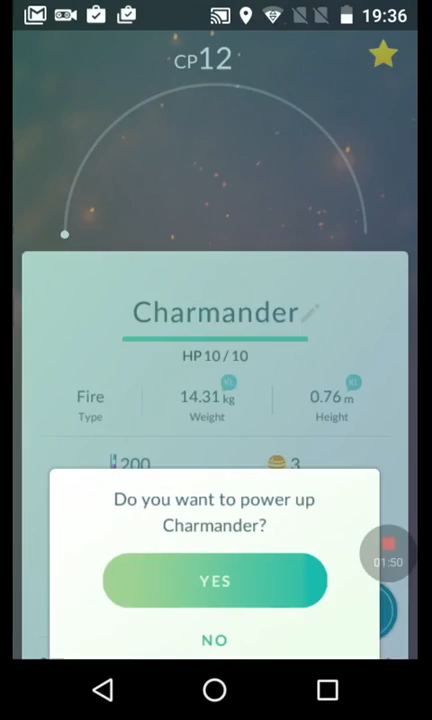 19:36
CP12
Charmander
HP 10 / 10
Fire
14.31 kg
0.76 m
Type
Weight
Height
200
3
Do you want to power up
Charmander?
YES
01:50
NO